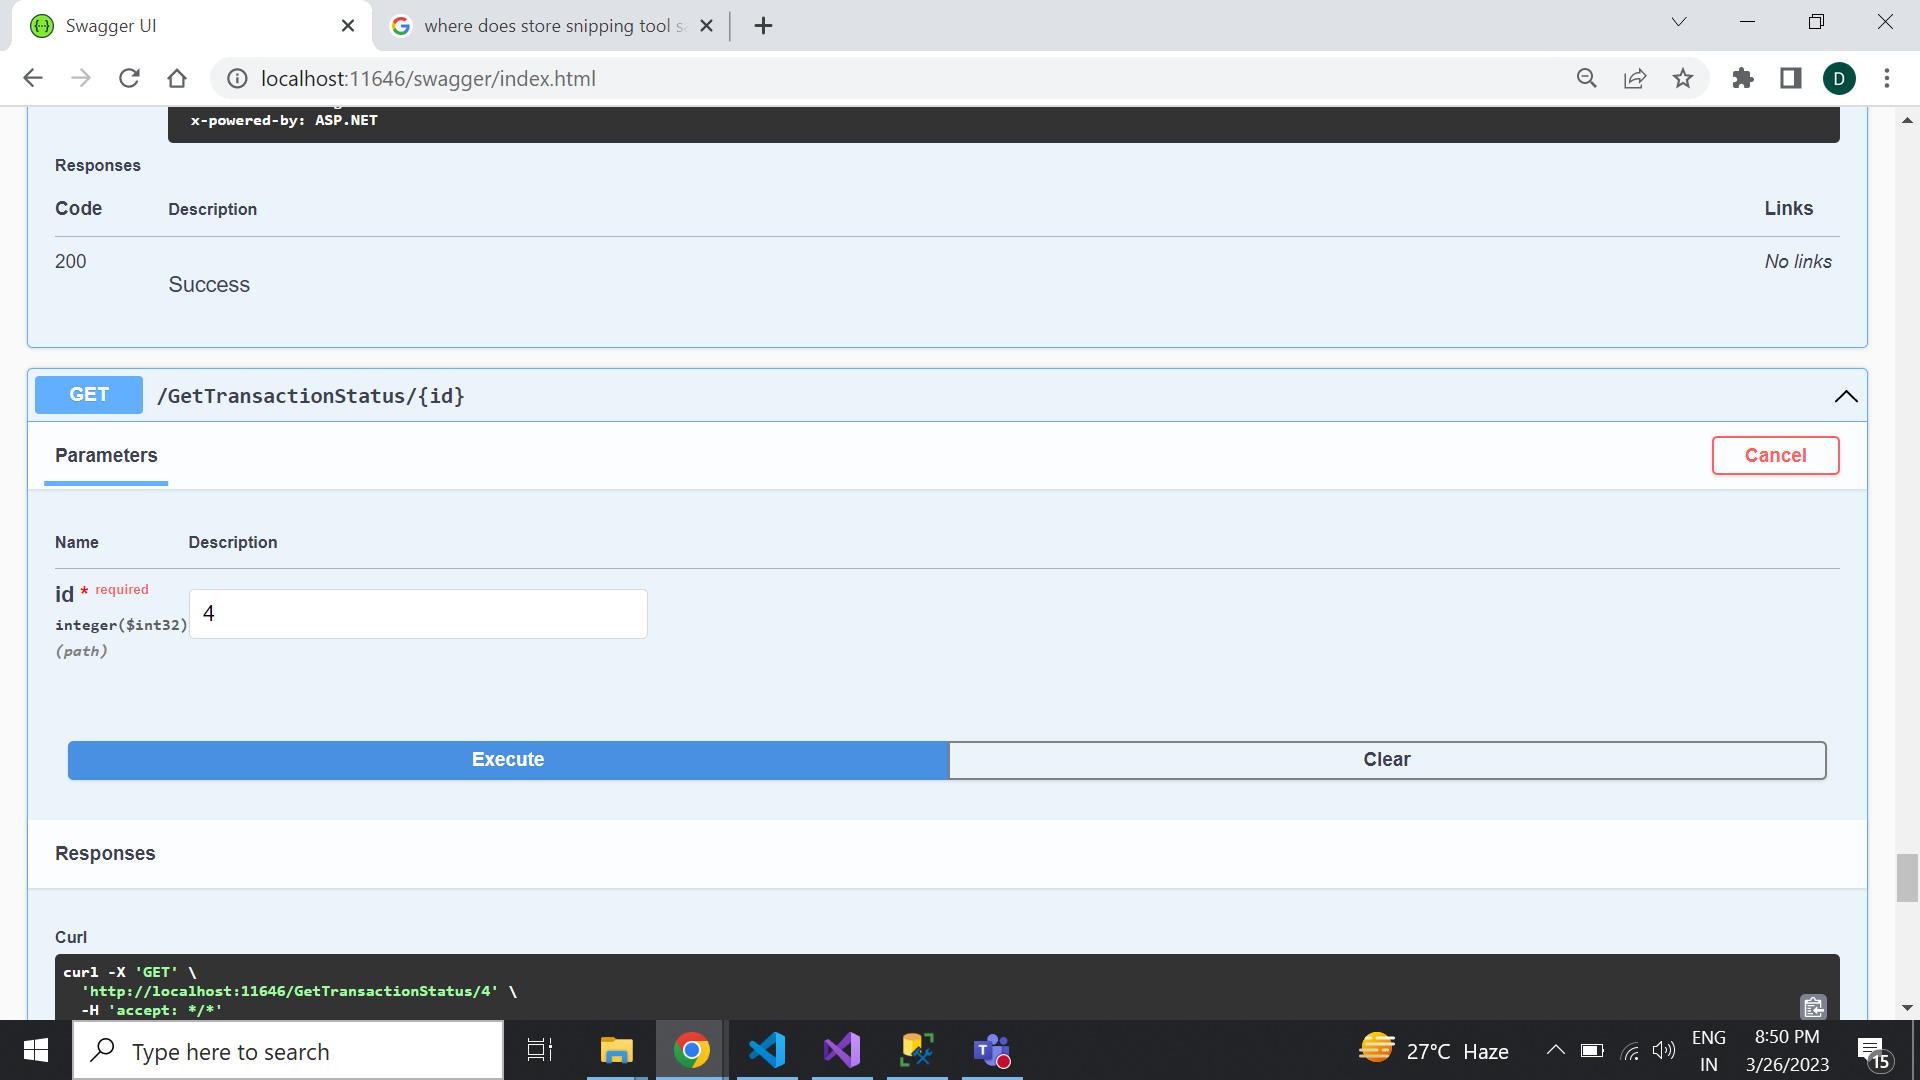 Swagger UI
where does store snipping tool sa
localhost:11646/swagger/index.html
D
x-powered-by: ASP.NET
Responses
Code Description Links
200 No links
Success
GET /GetTransactionStatus/{id}
Parameters Cancel
Name Description
id * required
4
integer($int32)
(path)
Execute Clear
Responses
Curl
curl -X 'GET' \
'http://localhost:11646/GetTransactionStatus/4' \
-H 'accept: */*'
Type here to search
27°C Haze
ENG
IN
8:50 PM
3/26/2023
15